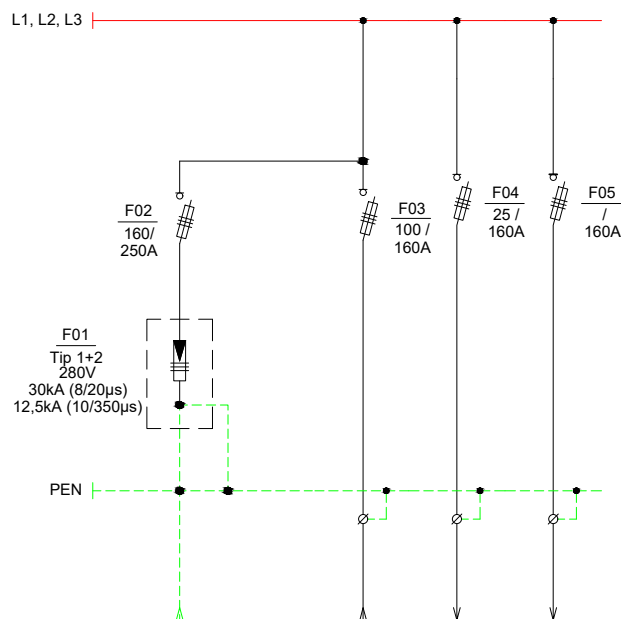 L1, L2, L3
F02
160/
250A
F03
100 /
160A
F04
25 /
160A
F05
/
160A
F01
Tip 1+2
280V
30kA (8/20µs)
12,5kA (10/350µs)
PEN